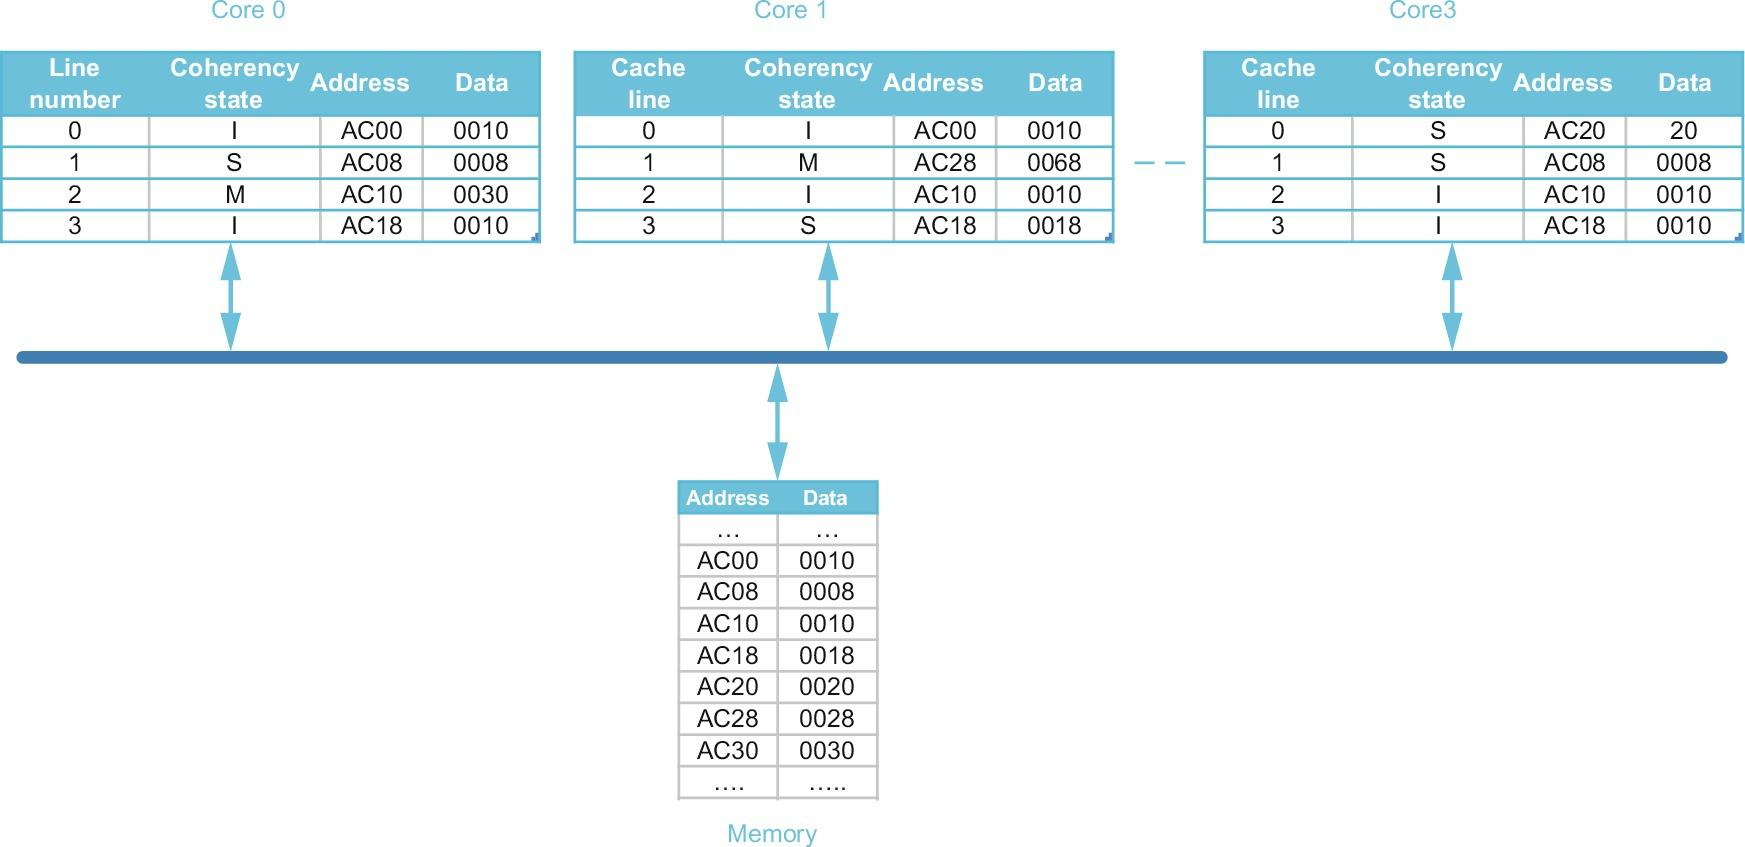 Core 0
Line number Coherency state Address Data
0 I AC00 0010
1 S AC08 0008
2 M AC10 0030
3 I AC18 0010
Core 1
Cache line Coherency state Address Data
0 I AC00 0010
1 M AC28 0068
2 I AC10 0010
3 S AC18 0018
Core3
Cache line Coherency state Address Data
0 S AC20 20
1 S AC08 0008
2 I AC10 0010
3 I AC18 0010
Address Data
... ...
AC00 0010
AC08 0008
AC10 0010
AC18 0018
AC20 0020
AC28 0028
AC30 0030
.... .....
Memory